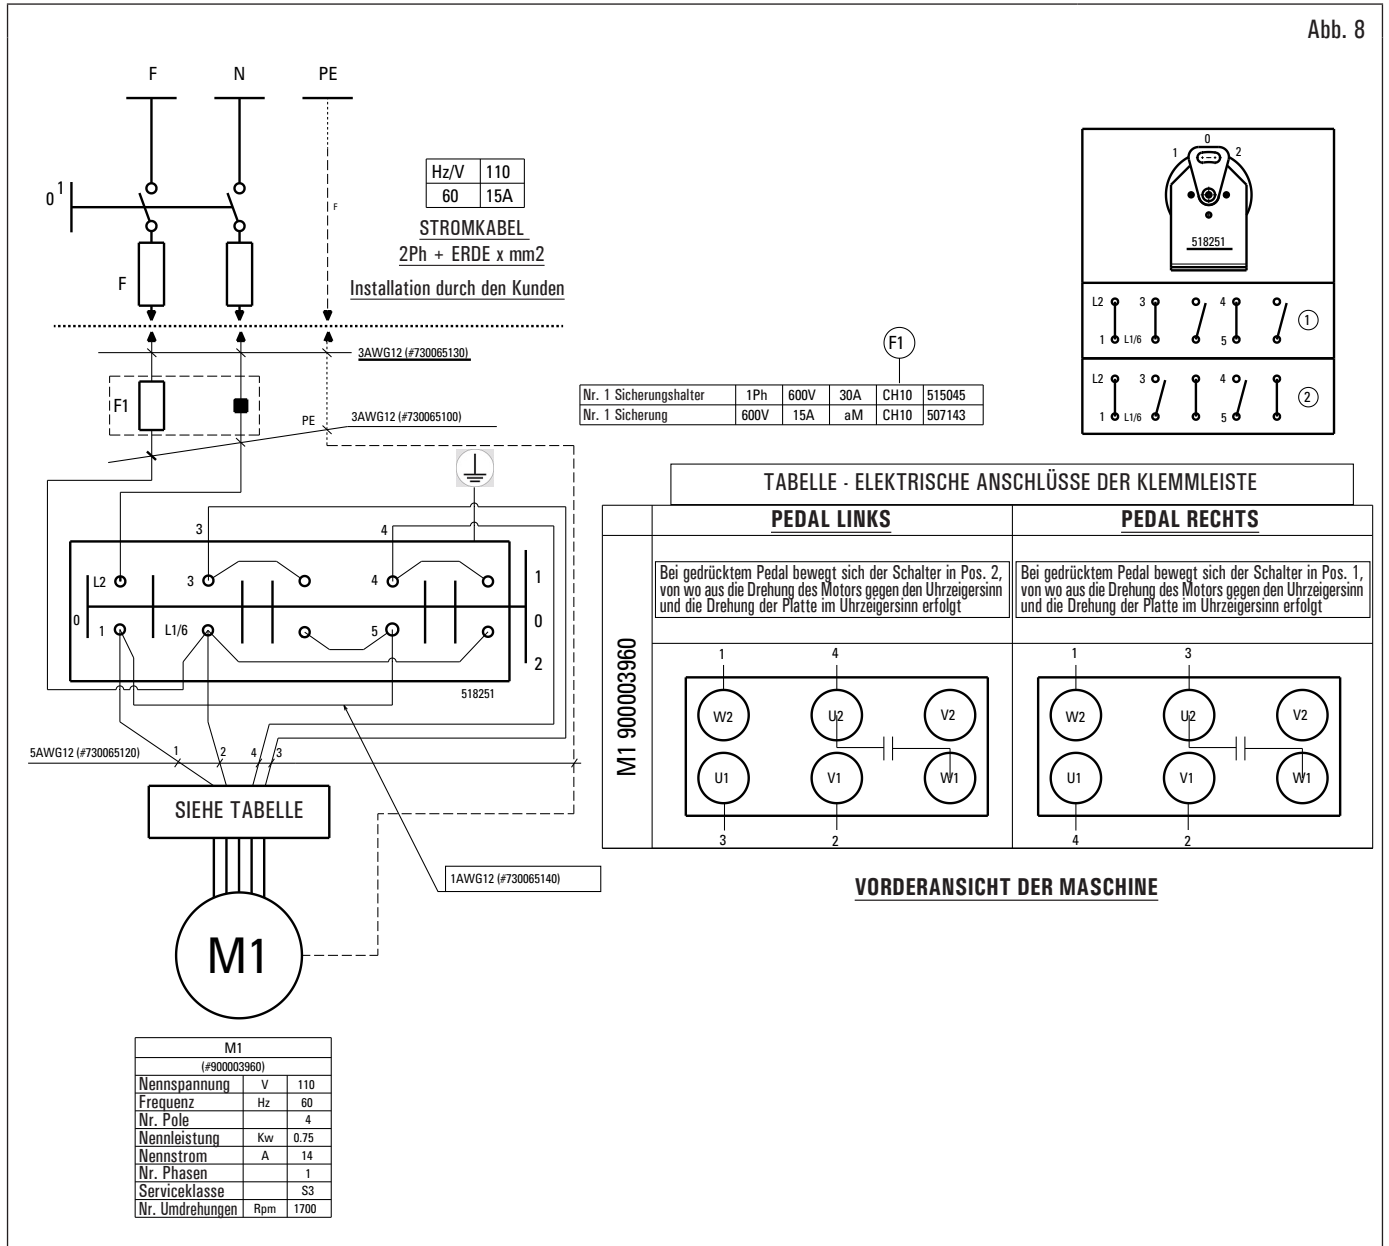 Abb. 8
F N PE
0 1
F
F
Hz/V 110
60 15A
STROMKABEL
2Ph + ERDE x mm2
Installation durch den Kunden
1 0 2
518251
L2 3 4
1 L1/6 5
1
L2 3 4
1 L1/6 5
2
3AWG12 (#730065130)
F1
PE
3AWG12 (#730065100)
F1
Nr. 1 Sicherungshalter 1Ph 600V 30A CH10 515045
Nr. 1 Sicherung 600V 15A aM CH10 507143
3 4
L2 3 4 1
0 0
1 L1/6 5 2
518251
5AWG12 (#730065120) 1 2 4 3
SIEHE TABELLE
1AWG12 (#730065140)
M1
TABELLE - ELEKTRISCHE ANSCHLÜSSE DER KLEMMLEISTE
PEDAL LINKS PEDAL RECHTS
Bei gedrücktem Pedal bewegt sich der Schalter in Pos. 2,
von wo aus die Drehung des Motors gegen den Uhrzeigersinn
und die Drehung der Platte im Uhrzeigersinn erfolgt
Bei gedrücktem Pedal bewegt sich der Schalter in Pos. 1,
von wo aus die Drehung des Motors gegen den Uhrzeigersinn
und die Drehung der Platte im Uhrzeigersinn erfolgt
M1 900003960
1 4
W2 U2 V2
U1 V1 W1
3 2
1 3
W2 U2 V2
U1 V1 W1
4 2
VORDERANSICHT DER MASCHINE
M1
(#900003960)
Nennspannung V 110
Frequenz Hz 60
Nr. Pole 4
Nennleistung Kw 0.75
Nennstrom A 14
Nr. Phasen 1
Serviceklasse S3
Nr. Umdrehungen Rpm 1700